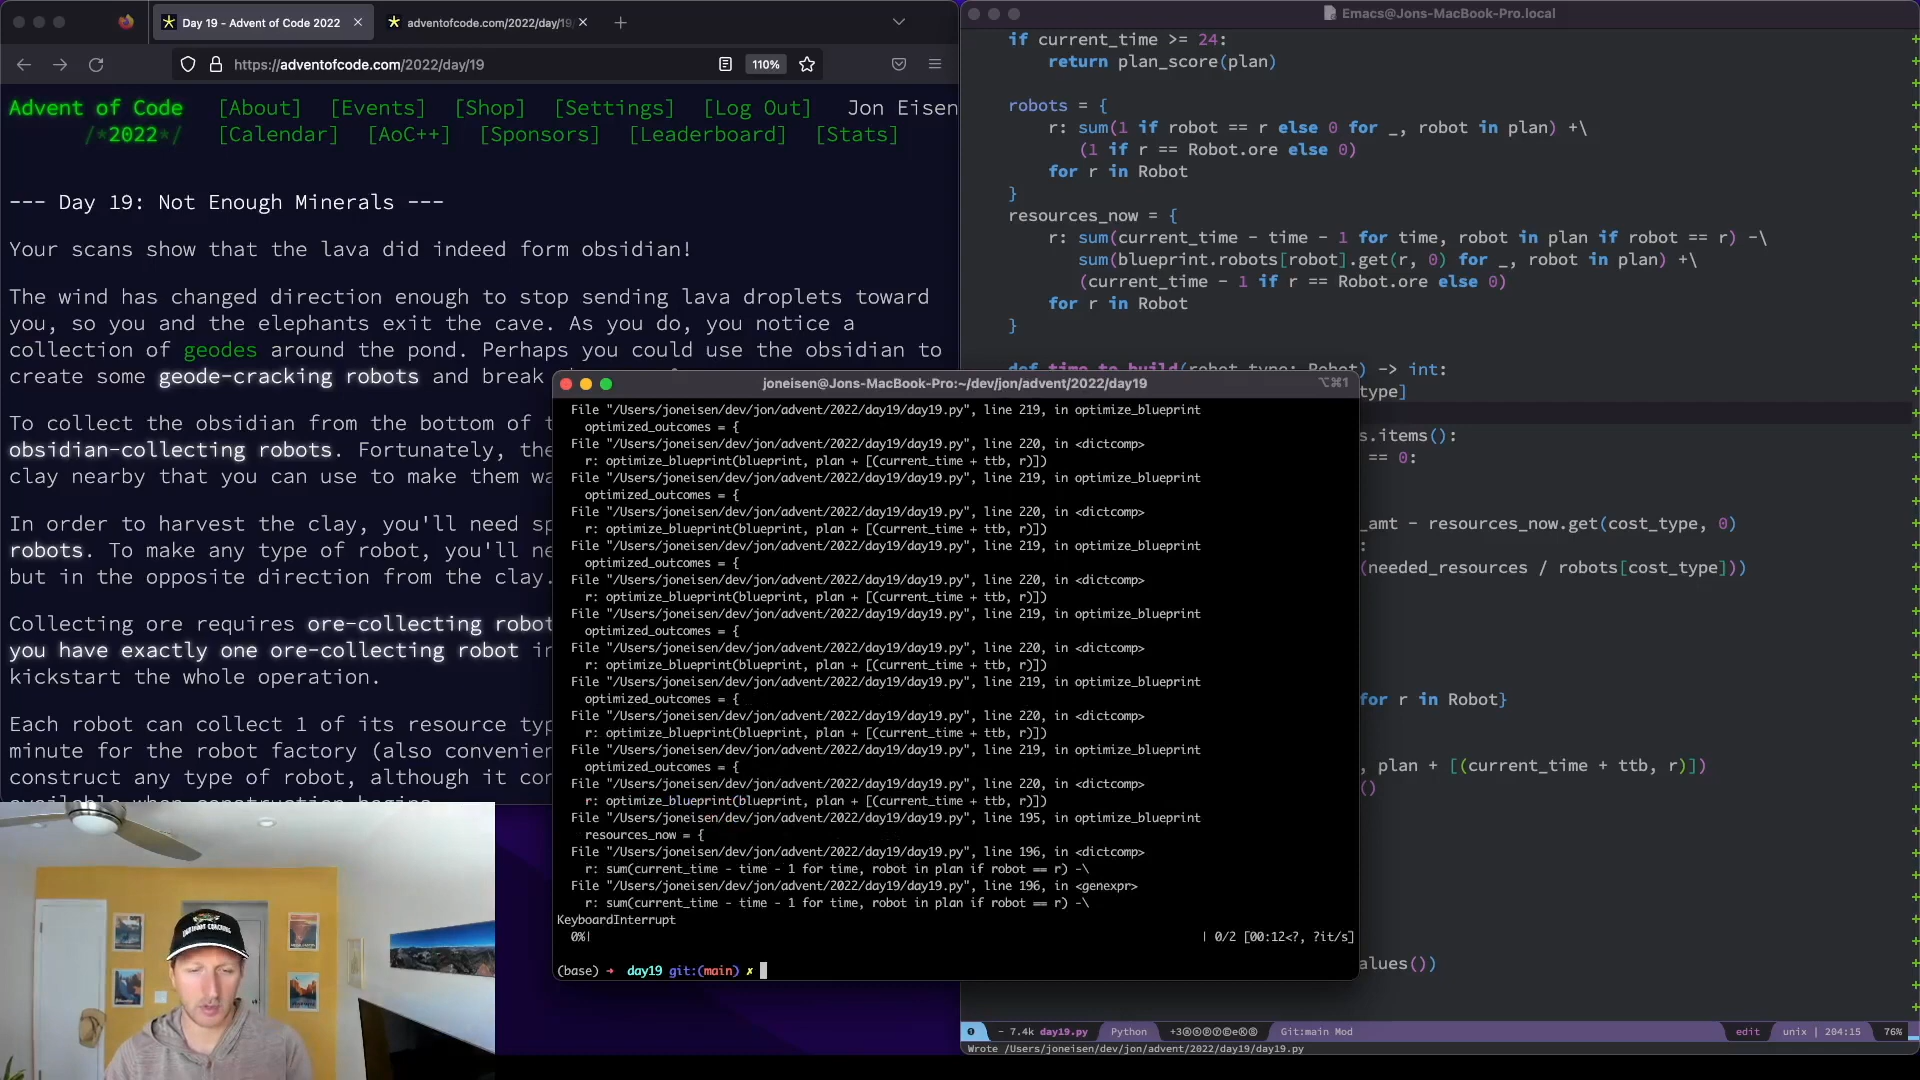 Day 19 - Advent of Code 2022
adventofcode.com/2022/day/19
https://adventofcode.com/2022/day/19
110%
Advent of Code [About] [Events] [Shop] [Settings] [Log Out] Jon Eisen
/*2022*/ [Calendar] [AoC++] [Sponsors] [Leaderboard] [Stats]
--- Day 19: Not Enough Minerals ---
Your scans show that the lava did indeed form obsidian!
The wind has changed direction enough to stop sending lava droplets toward
you, so you and the elephants exit the cave. As you do, you notice a
collection of geodes around the pond. Perhaps you could use the obsidian to
create some geode-cracking robots and break
To collect the obsidian from the bottom of t
obsidian-collecting robots. Fortunately, the
clay nearby that you can use to make them wa
In order to harvest the clay, you'll need sp
robots. To make any type of robot, you'll ne
but in the opposite direction from the clay.
Collecting ore requires ore-collecting robot
you have exactly one ore-collecting robot in
kickstart the whole operation.
Each robot can collect 1 of its resource typ
minute for the robot factory (also convenien
construct any type of robot, although it con
available when construction begins.
Emacs@Jons-MacBook-Pro.local
if current_time >= 24:
return plan_score(plan)
robots = {
r: sum(1 if robot == r else 0 for _, robot in plan) +\
(1 if r == Robot.ore else 0)
for r in Robot
}
resources_now = {
r: sum(current_time - time - 1 for time, robot in plan if robot == r) -\
sum(blueprint.robots[robot].get(r, 0) for _, robot in plan) +\
(current_time - 1 if r == Robot.ore else 0)
for r in Robot
}
def time_to_build(robot_type: Robot) -> int:
type]
s.items():
== 0:
_amt - resources_now.get(cost_type, 0)
:
(needed_resources / robots[cost_type]))
for r in Robot}
, plan + [(current_time + ttb, r)])
()
alues())
- 7.4k day19.py Python Git:main Mod edit unix | 204:15 76%
Wrote /Users/joneisen/dev/jon/advent/2022/day19/day19.py
joneisen@Jons-MacBook-Pro:~/dev/jon/advent/2022/day19
⌥⌘1
File "/Users/joneisen/dev/jon/advent/2022/day19/day19.py", line 219, in optimize_blueprint
optimized_outcomes = {
File "/Users/joneisen/dev/jon/advent/2022/day19/day19.py", line 220, in <dictcomp>
r: optimize_blueprint(blueprint, plan + [(current_time + ttb, r)])
File "/Users/joneisen/dev/jon/advent/2022/day19/day19.py", line 219, in optimize_blueprint
optimized_outcomes = {
File "/Users/joneisen/dev/jon/advent/2022/day19/day19.py", line 220, in <dictcomp>
r: optimize_blueprint(blueprint, plan + [(current_time + ttb, r)])
File "/Users/joneisen/dev/jon/advent/2022/day19/day19.py", line 219, in optimize_blueprint
optimized_outcomes = {
File "/Users/joneisen/dev/jon/advent/2022/day19/day19.py", line 220, in <dictcomp>
r: optimize_blueprint(blueprint, plan + [(current_time + ttb, r)])
File "/Users/joneisen/dev/jon/advent/2022/day19/day19.py", line 219, in optimize_blueprint
optimized_outcomes = {
File "/Users/joneisen/dev/jon/advent/2022/day19/day19.py", line 220, in <dictcomp>
r: optimize_blueprint(blueprint, plan + [(current_time + ttb, r)])
File "/Users/joneisen/dev/jon/advent/2022/day19/day19.py", line 219, in optimize_blueprint
optimized_outcomes = {
File "/Users/joneisen/dev/jon/advent/2022/day19/day19.py", line 220, in <dictcomp>
r: optimize_blueprint(blueprint, plan + [(current_time + ttb, r)])
File "/Users/joneisen/dev/jon/advent/2022/day19/day19.py", line 219, in optimize_blueprint
optimized_outcomes = {
File "/Users/joneisen/dev/jon/advent/2022/day19/day19.py", line 220, in <dictcomp>
r: optimize_blueprint(blueprint, plan + [(current_time + ttb, r)])
File "/Users/joneisen/dev/jon/advent/2022/day19/day19.py", line 195, in optimize_blueprint
resources_now = {
File "/Users/joneisen/dev/jon/advent/2022/day19/day19.py", line 196, in <dictcomp>
r: sum(current_time - time - 1 for time, robot in plan if robot == r) -\
File "/Users/joneisen/dev/jon/advent/2022/day19/day19.py", line 196, in <genexpr>
r: sum(current_time - time - 1 for time, robot in plan if robot == r) -\
KeyboardInterrupt
0%| | 0/2 [00:12<?, ?it/s]
(base) ➜ day19 git:(main) ✗